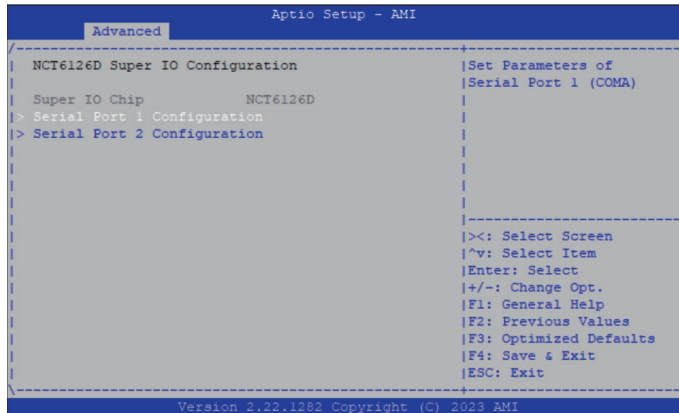 Aptio Setup - AMI
Advanced
NCT6126D Super IO Configuration
Super IO Chip NCT6126D
> Serial Port 1 Configuration
> Serial Port 2 Configuration
Set Parameters of
Serial Port 1 (COMA)
><: Select Screen
^v: Select Item
Enter: Select
+/-: Change Opt.
F1: General Help
F2: Previous Values
F3: Optimized Defaults
F4: Save & Exit
ESC: Exit
Version 2.22.1282 Copyright (C) 2023 AMI